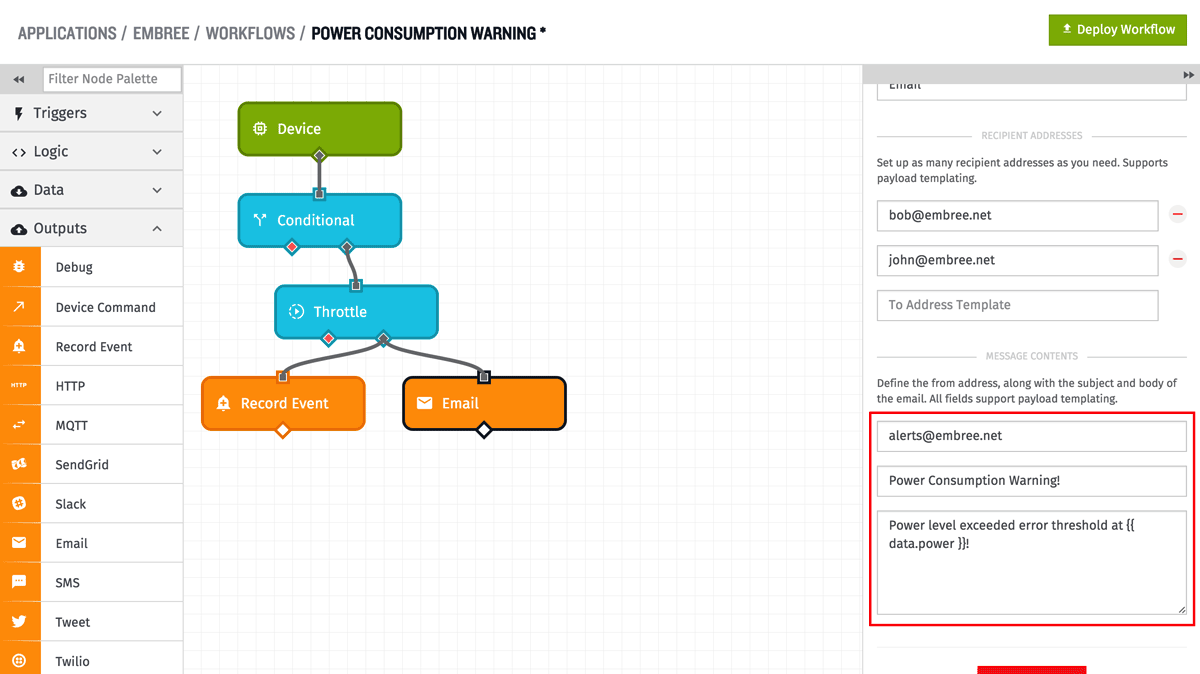 APPLICATIONS / EMBREE / WORKFLOWS / POWER CONSUMPTION WARNING *
Deploy Workflow
Filter Node Palette
Triggers
Logic
Data
Outputs
Debug
Device Command
Record Event
HTTP
HTTP
MQTT
SendGrid
Slack
Email
SMS
Tweet
Twilio
Device
Conditional
Throttle
Record Event
Email
Email
RECIPIENT ADDRESSES
Set up as many recipient addresses as you need. Supports
payload templating.
bob@embree.net
john@embree.net
To Address Template
MESSAGE CONTENTS
Define the from address, along with the subject and body of
the email. All fields support payload templating.
alerts@embree.net
Power Consumption Warning!
Power level exceeded error threshold at {{
data.power }}!